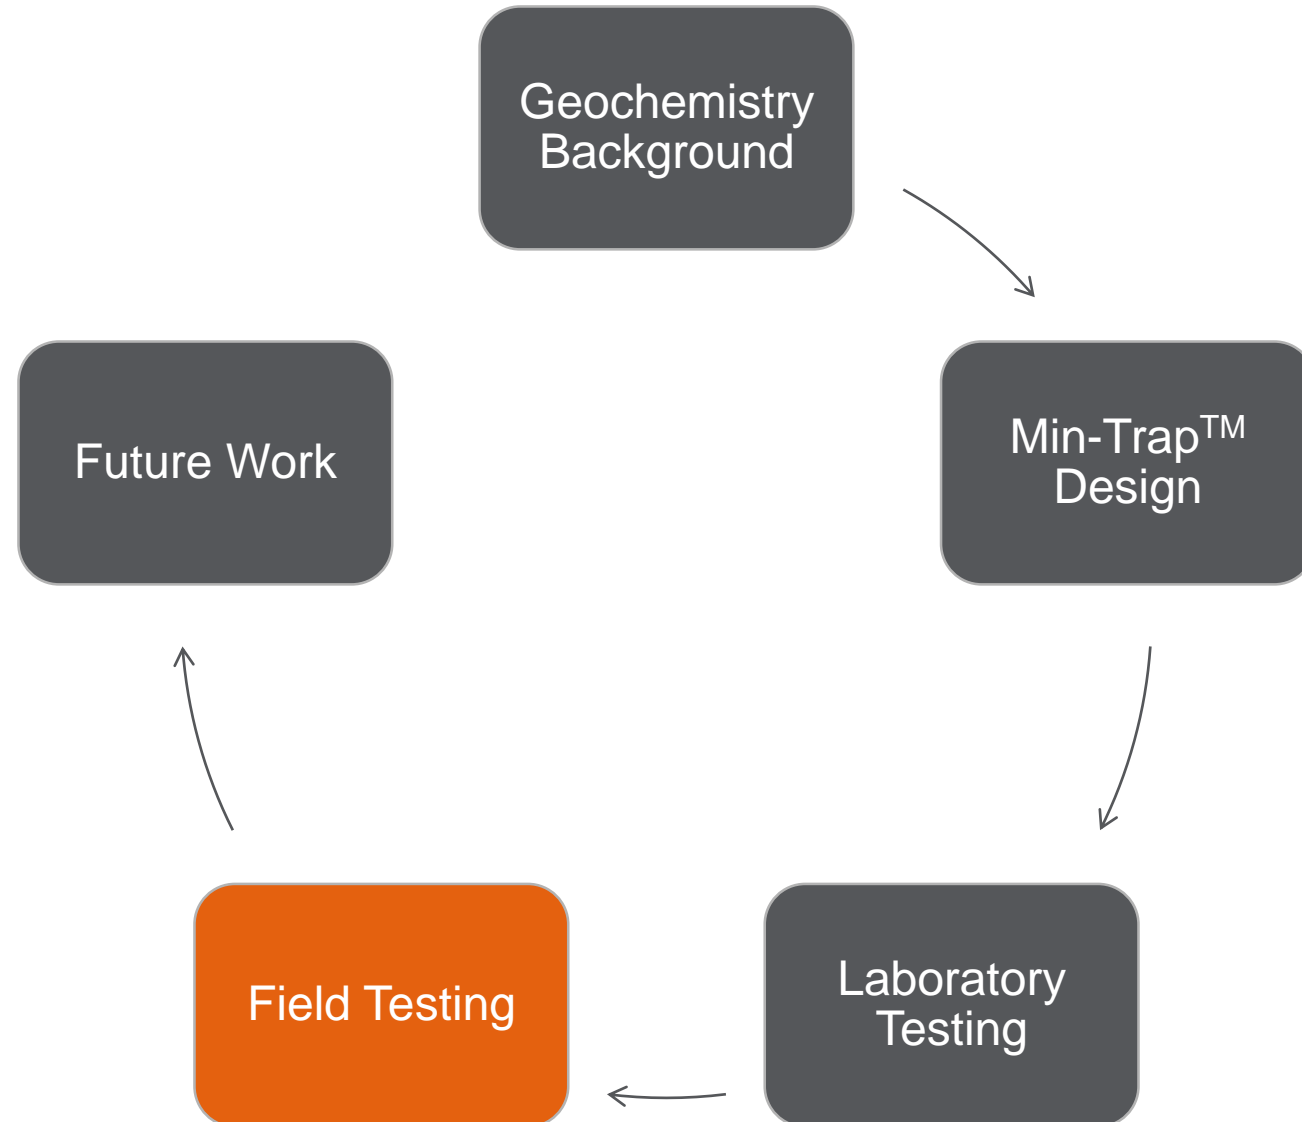 Geochemistry
Background
Min-Trap™
Design
Laboratory
Testing
Field Testing
Future Work